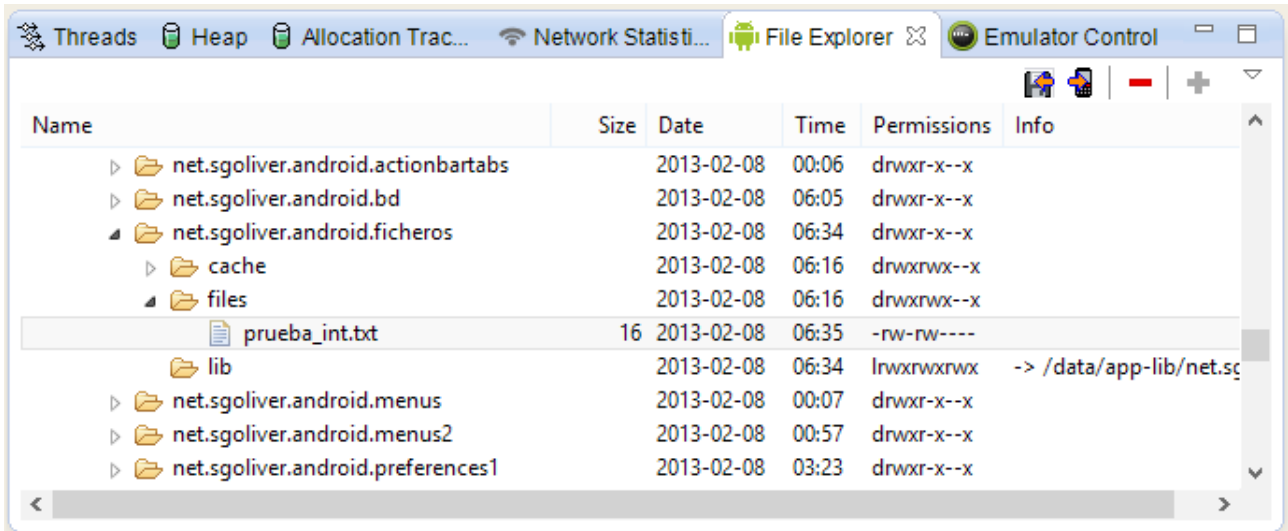 Threads Heap Allocation Trac... Network Statisti... File Explorer Emulator Control
Name Size Date Time Permissions Info
net.sgoliver.android.actionbartabs 2013-02-08 00:06 drwxr-x--x
net.sgoliver.android.bd 2013-02-08 06:05 drwxr-x--x
net.sgoliver.android.ficheros 2013-02-08 06:34 drwxr-x--x
cache 2013-02-08 06:16 drwxrwx--x
files 2013-02-08 06:16 drwxrwx--x
prueba_int.txt 16 2013-02-08 06:35 -rw-rw----
lib 2013-02-08 06:34 lrwxrwxrwx -> /data/app-lib/net.sg
net.sgoliver.android.menus 2013-02-08 00:07 drwxr-x--x
net.sgoliver.android.menus2 2013-02-08 00:57 drwxr-x--x
net.sgoliver.android.preferences1 2013-02-08 03:23 drwxr-x--x